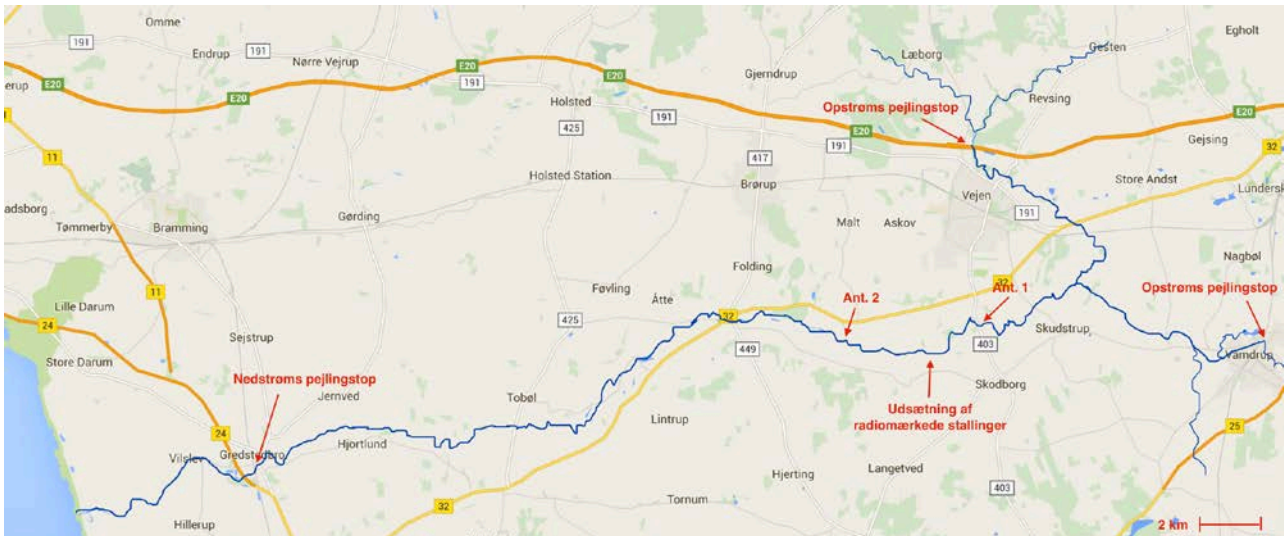 Omme
Læborg
Gesten
Egholt
191
Endrup
191
Nørre Vejrup
E20
Gjerndrup
E20
191
E20
Revsing
erup
E20
E20
Holsted
Opstrøms pejlingstop
191
E20
E20
425
191
Gejsing
11
417
32
Holsted Station
Brørup
Store Andst
Vejen
Lundersk
adsborg
Gørding
191
Tømmerby
Bramming
Malt
Askov
Nagbøl
Folding
32
11
Føvling
Åtte
Ant. 2
Ant. 1
Opstrøms pejlingstop
Lille Darum
24
425
32
Skudstrup
Sejstrup
449
403
Vamdrup
Store Darum
Nedstrøms pejlingstop
Skodborg
Jernved
Tobøl
Udsætning af
radiomærkede stallinger
Lintrup
24
25
Hjortlund
Vilslev
Gredstedbro
Langetved
Hjerting
403
32
Tornum
Hillerup
2 km